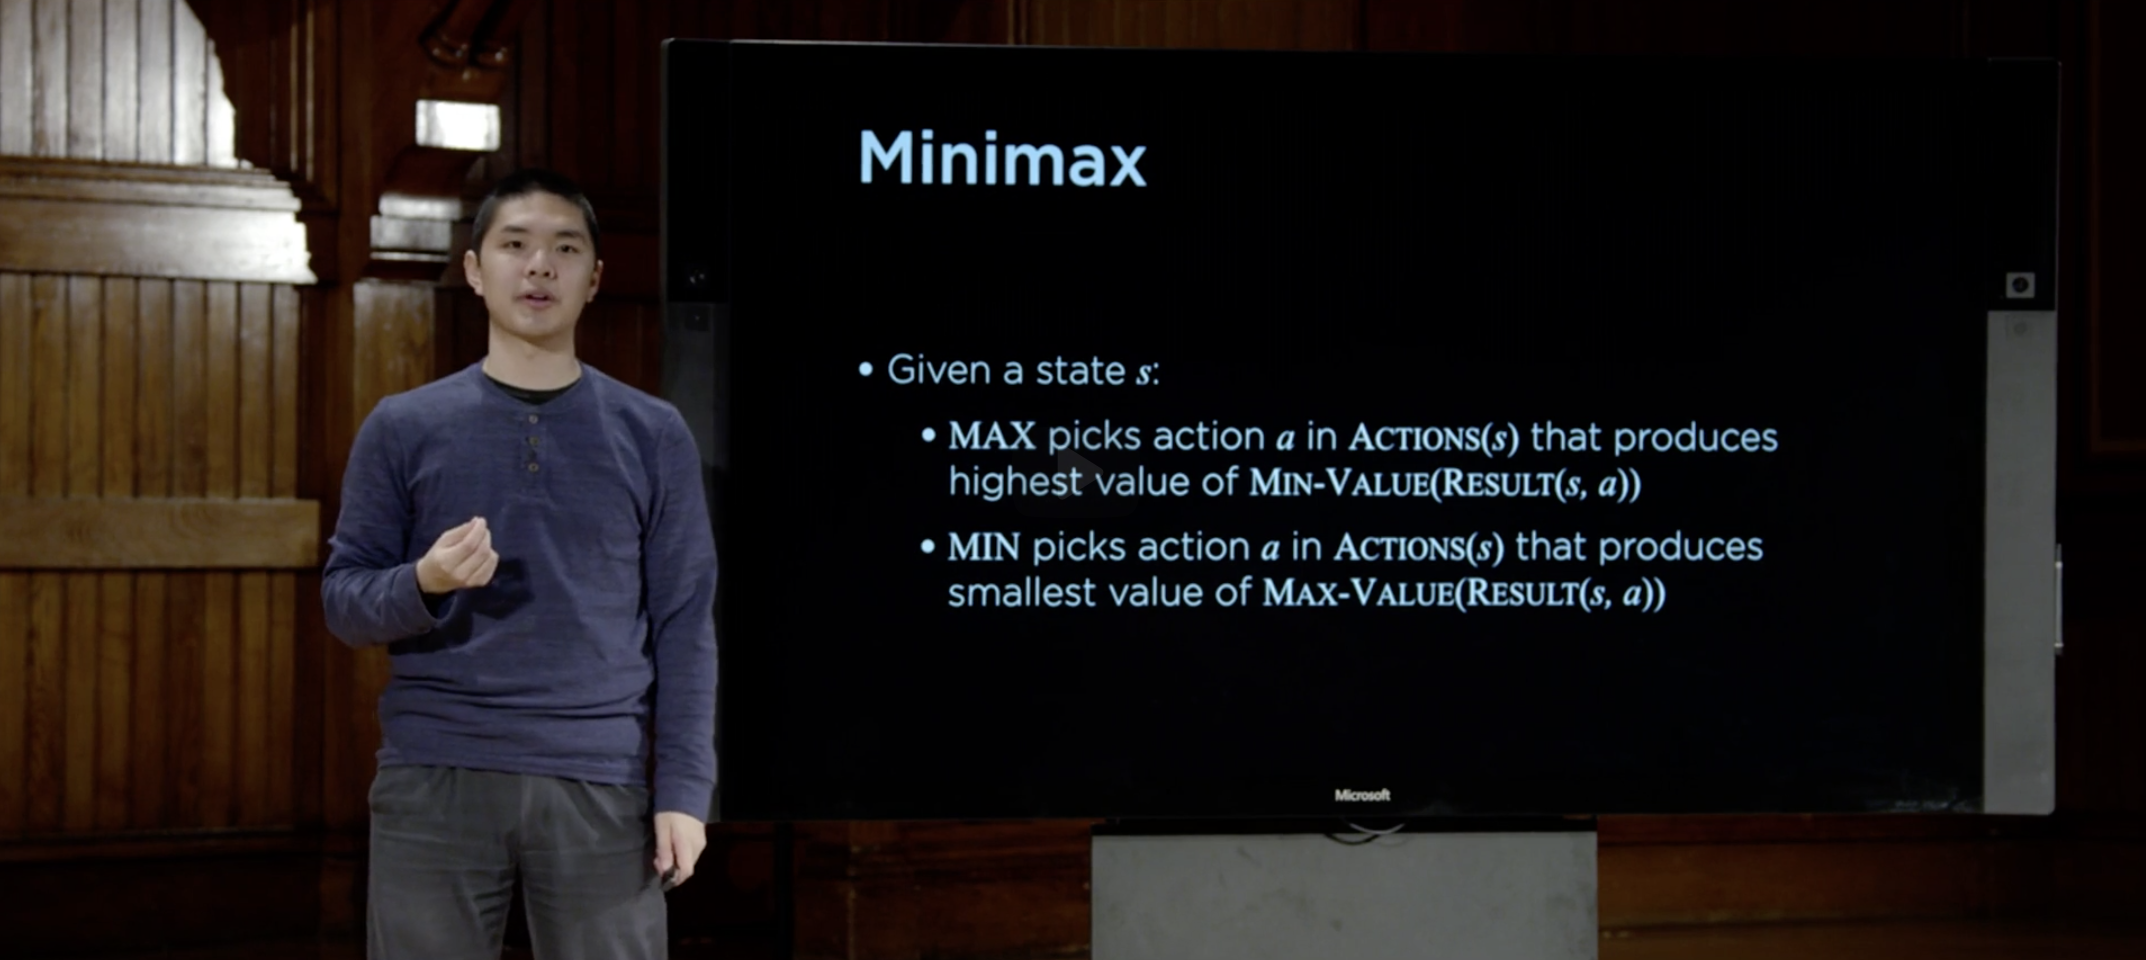 Minimax
• Given a state s:
• MAX picks action a in ACTIONS(s) that produces
highest value of MIN-VALUE(RESULT(s, a))
• MIN picks action a in ACTIONS(s) that produces
smallest value of MAX-VALUE(RESULT(s, a))
Microsoft